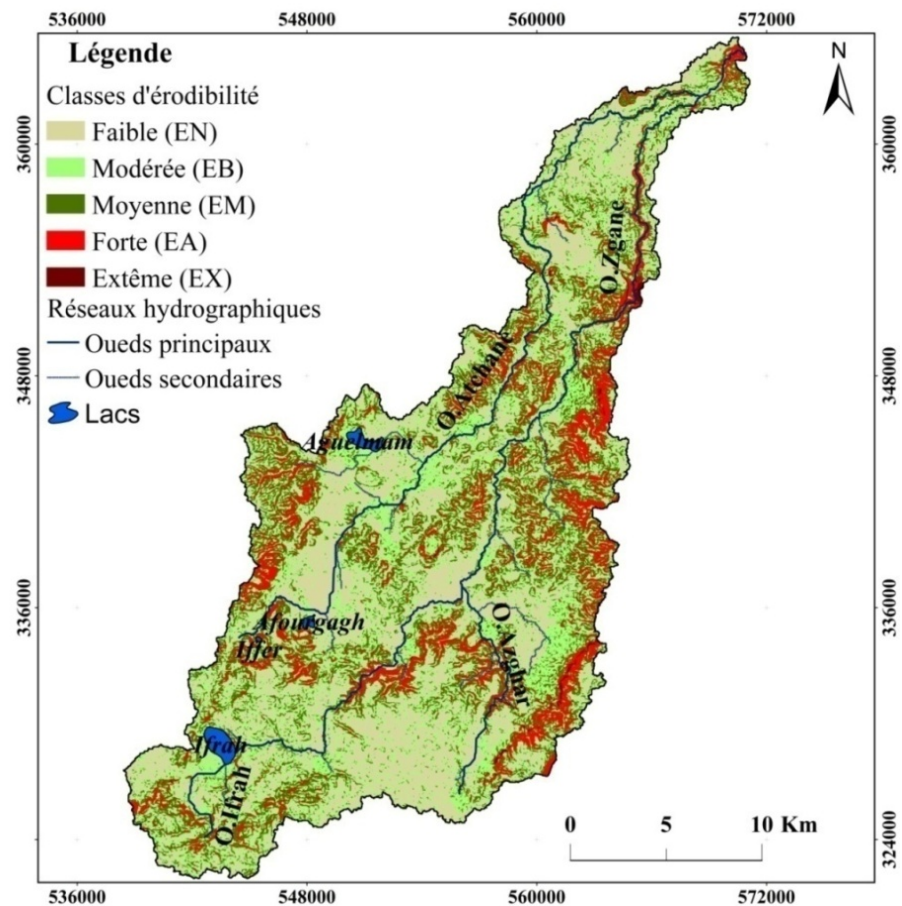 536000 548000 560000 572000
Légende
N
Classes d'érodibilité
Faible (EN)
360000 360000
Modérée (EB)
Moyenne (EM)
Forte (EA)
O.Zgane
Extême (EX)
Réseaux hydrographiques
Oueds principaux
348000 348000
Oueds secondaires
O.Atchane
Lacs
Aguelmam
336000 336000
Afourgagh
O.Azghar
Iffer
Ifrah
O.Ifrah
0 5 10 Km
324000
536000 548000 560000 572000